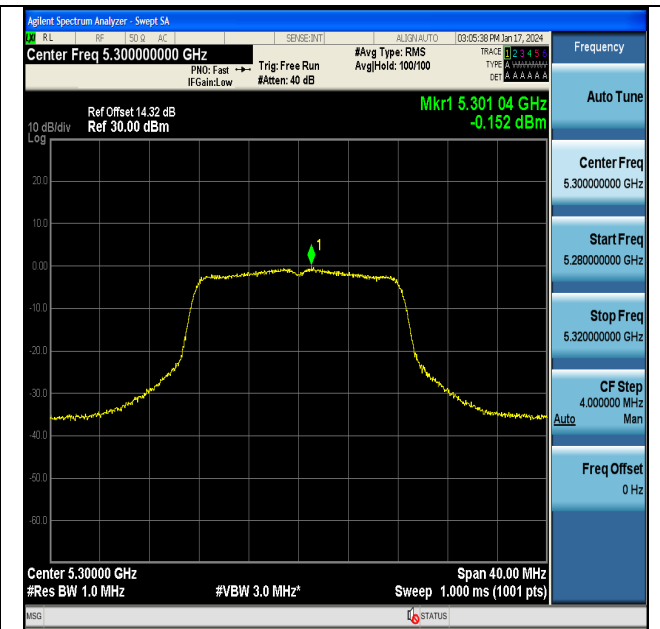 Agilent Spectrum Analyzer - Swept SA
LXI RL RF 50 Ω AC SENSE:INT ALIGN AUTO 03:05:38 PM Jan 17, 2024
Center Freq 5.300000000 GHz
PNO: Fast
IFGain:Low
Trig: Free Run
#Atten: 40 dB
#Avg Type: RMS
Avg|Hold: 100/100
TRACE 1 2 3 4 5 6
TYPE A WWWWW
DET A A A A A A
Frequency
Ref Offset 14.32 dB
10 dB/div Ref 30.00 dBm
Log
Mkr1 5.301 04 GHz
-0.152 dBm
20.0
10.0
0.00
-10.0
-20.0
-30.0
-40.0
-50.0
-60.0
1
Center 5.30000 GHz Span 40.00 MHz
#Res BW 1.0 MHz #VBW 3.0 MHz* Sweep 1.000 ms (1001 pts)
Auto Tune
Center Freq
5.300000000 GHz
Start Freq
5.280000000 GHz
Stop Freq
5.320000000 GHz
CF Step
4.000000 MHz
Auto Man
Freq Offset
0 Hz
MSG STATUS